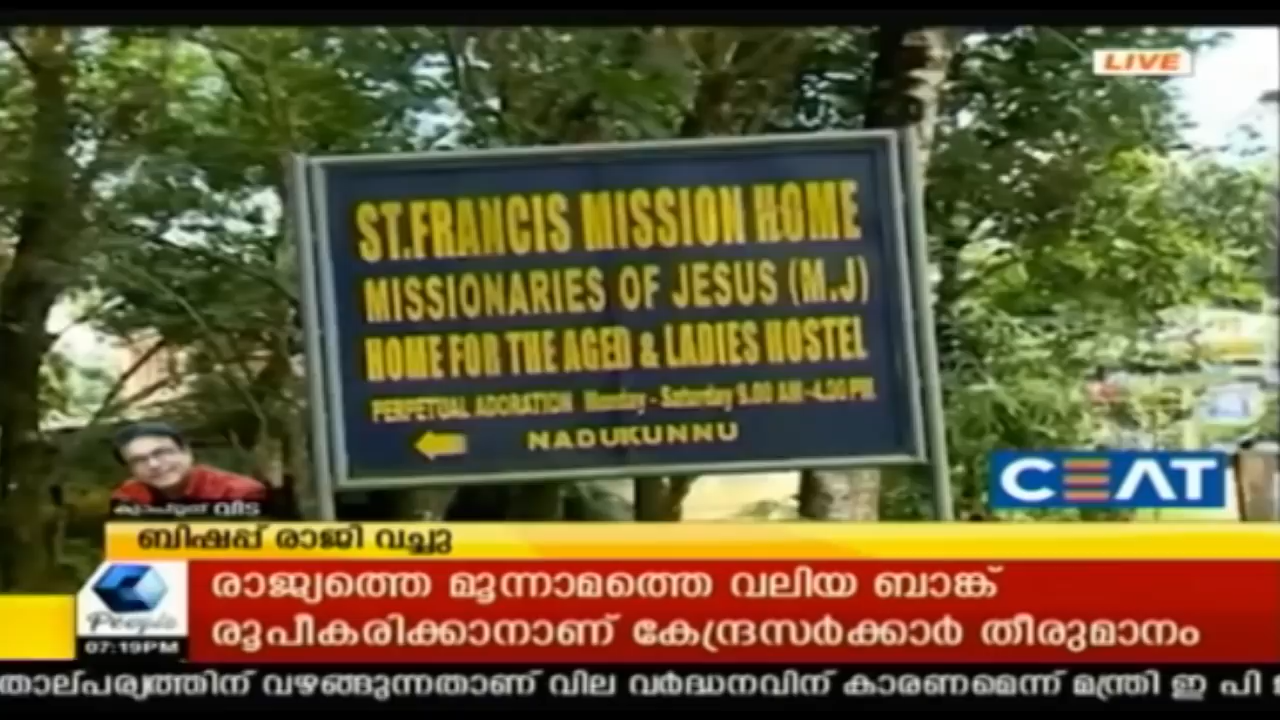 LIVE
ST.FRANCIS MISSION HOME
MISSIONARIES OF JESUS (M.J)
HOME FOR THE AGED & LADIES HOSTEL
PERPETUAL ADORATION Monday - Saturday 9.00 AM-4.30 PM
NADUKUNNU
CEAT
വിട
ബിഷപ്പ് രാജി വച്ചു
രാജ്യത്തെ മൂന്നാമത്തെ വലിയ ബാങ്ക്
രൂപീകരിക്കാനാണ് കേന്ദ്രസർക്കാർ തീരുമാനം
People
07:19PM
താല്പര്യത്തിന് വഴങ്ങുന്നതാണ് വില വർദ്ധനവിന് കാരണമെന്ന് മന്ത്രി ഇ പി